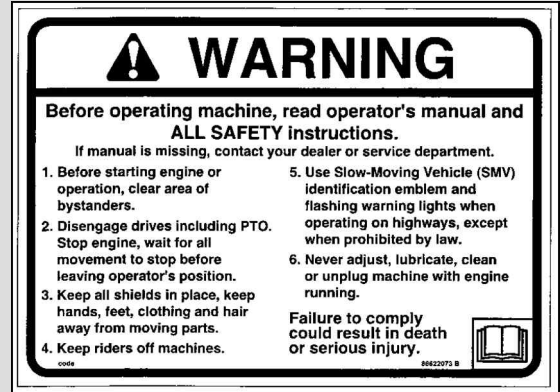 WARNING
Before operating machine, read operator's manual and
ALL SAFETY instructions.
If manual is missing, contact your dealer or service department.
1. Before starting engine or
operation, clear area of
bystanders.
2. Disengage drives including PTO.
Stop engine, wait for all
movement to stop before
leaving operator's position.
3. Keep all shields in place, keep
hands, feet, clothing and hair
away from moving parts.
4. Keep riders off machines.
code
5. Use Slow-Moving Vehicle (SMV)
identification emblem and
flashing warning lights when
operating on highways, except
when prohibited by law.
6. Never adjust, lubricate, clean
or unplug machine with engine
running.
Failure to comply
could result in death
or serious injury.
86622073 B